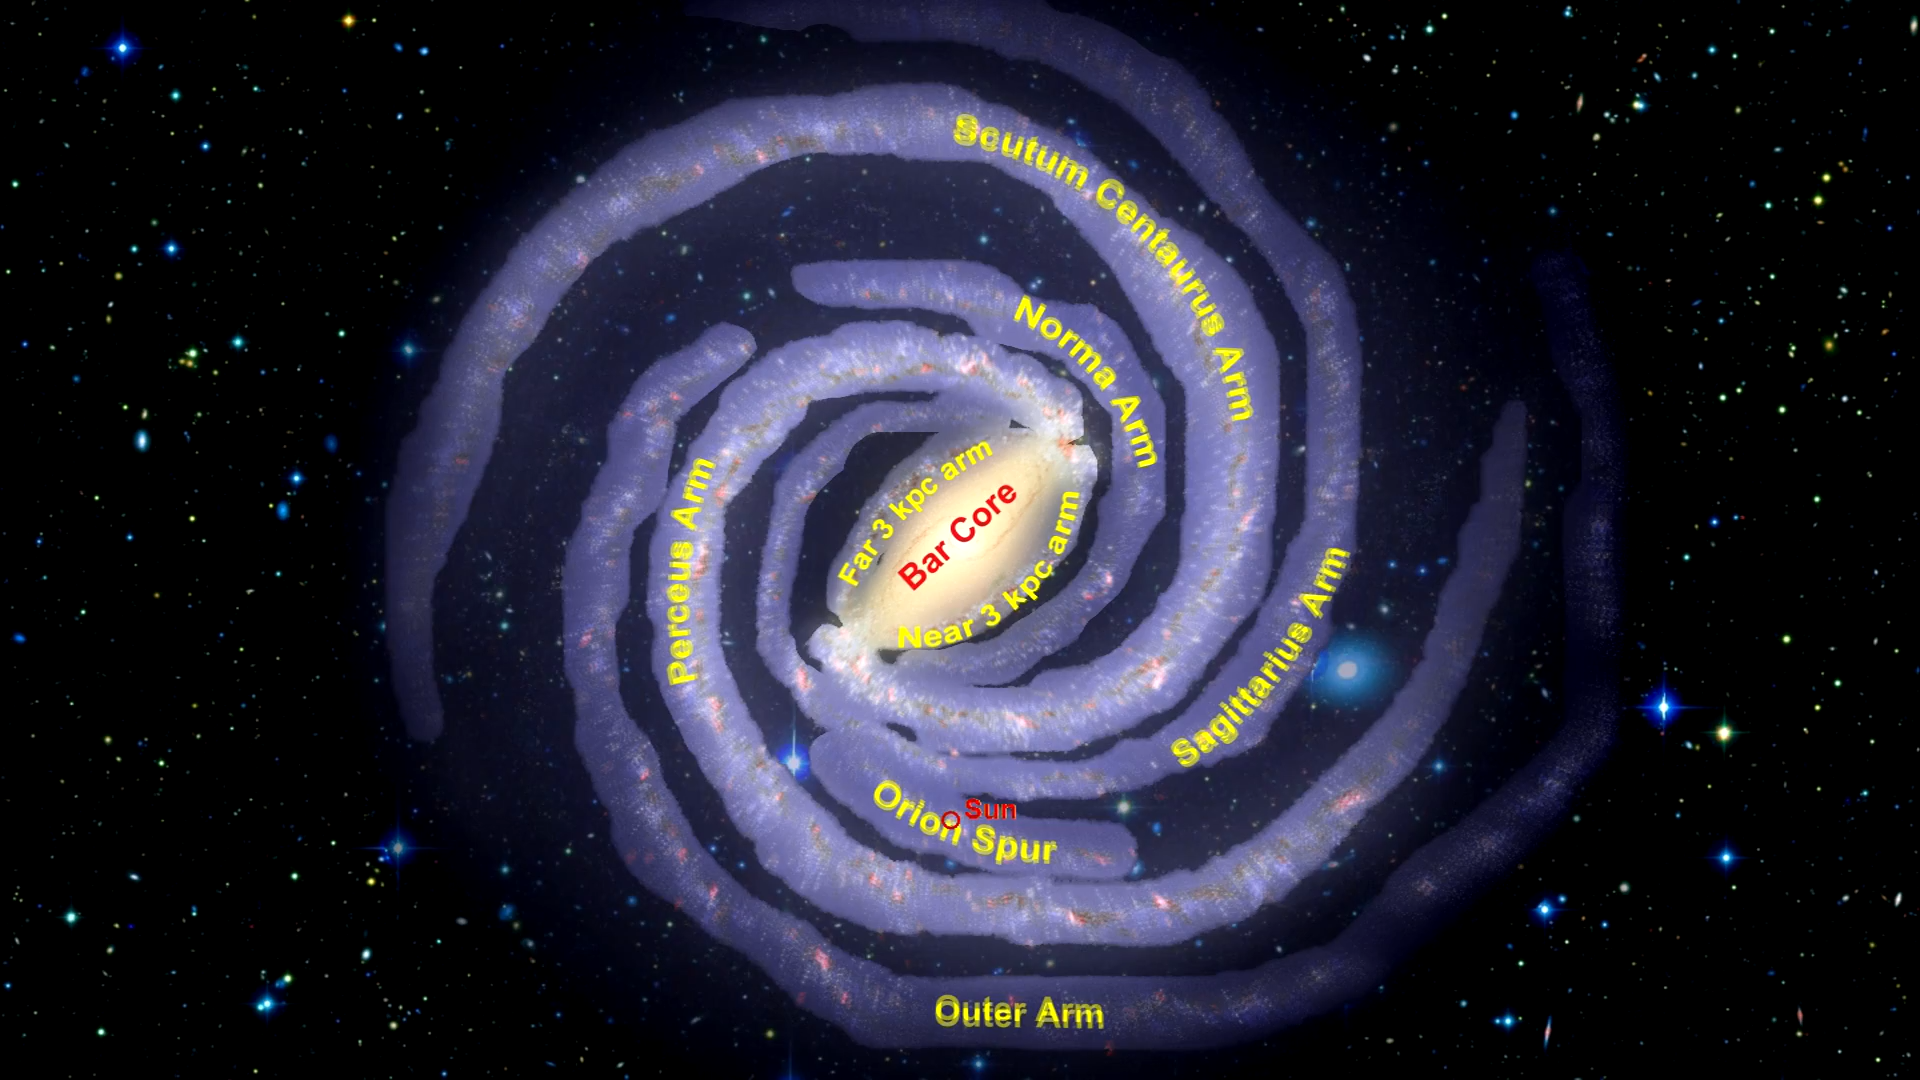 Scutum Centaurus Arm
Norma Arm
Far 3 kpc arm
Bar Core
Near 3 kpc arm
Perceus Arm
Sagittarius Arm
Sun
Orion Spur
Outer Arm